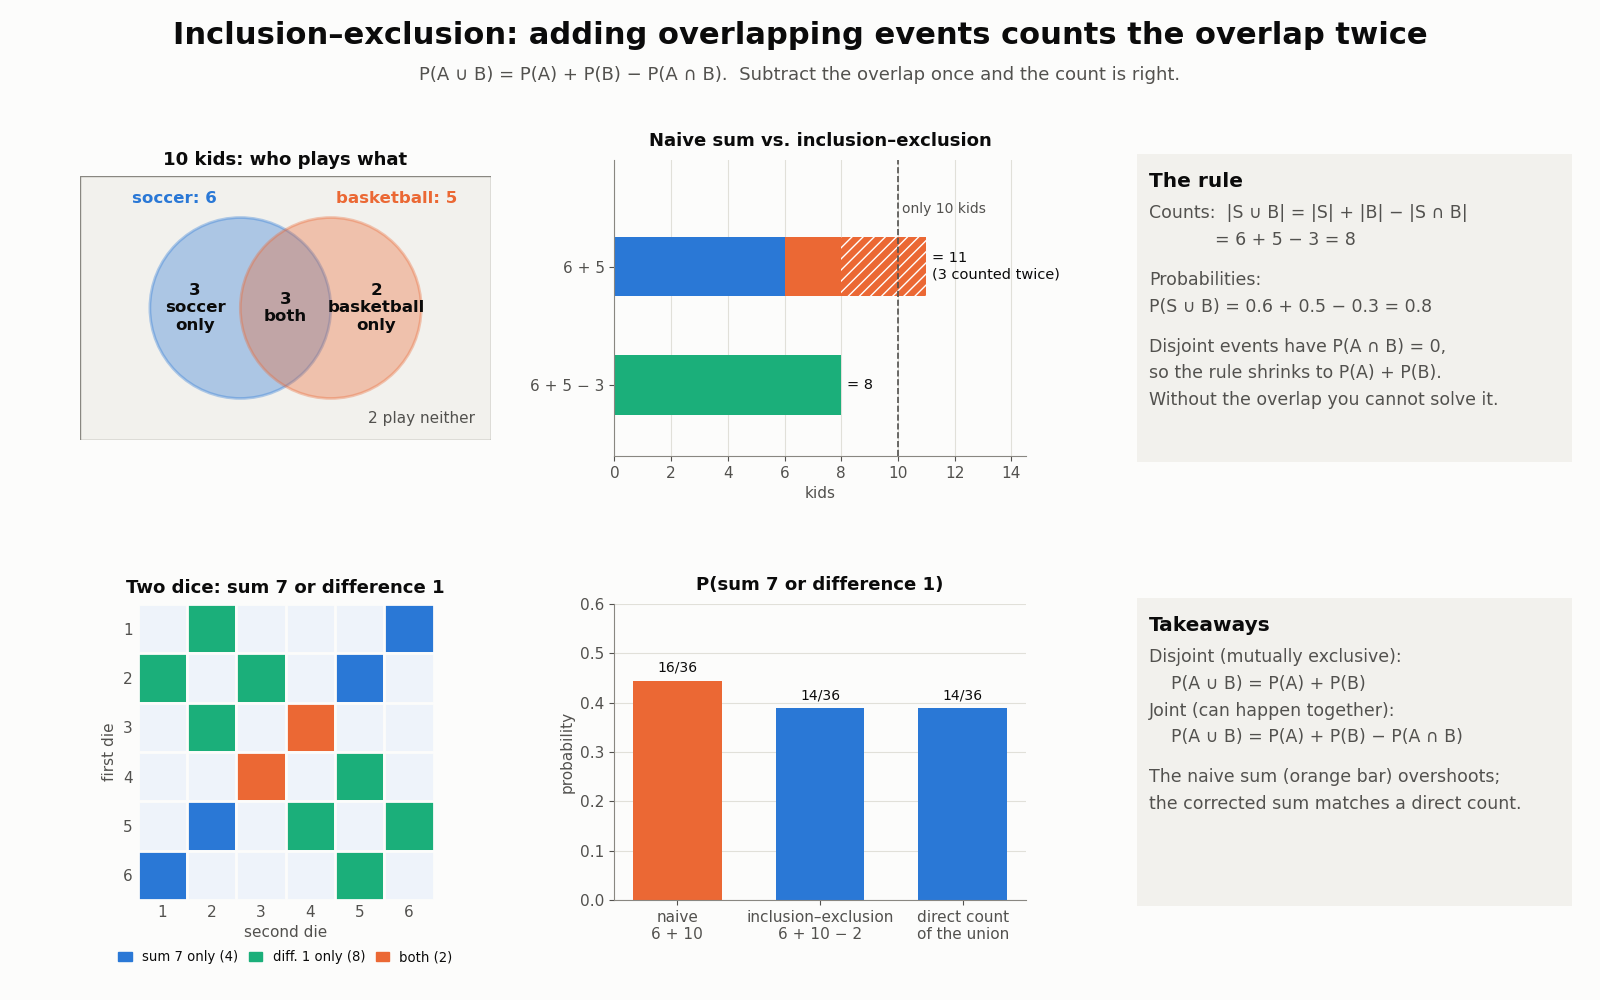 Inclusion–exclusion: adding overlapping events counts the overlap twice
P(A ∪ B) = P(A) + P(B) − P(A ∩ B).  Subtract the overlap once and the count is right.
10 kids: who plays what
soccer: 6
basketball: 5
3
soccer
only
3
both
2
basketball
only
2 play neither
Naive sum vs. inclusion–exclusion
only 10 kids
6 + 5
= 11
(3 counted twice)
6 + 5 − 3
= 8
0 2 4 6 8 10 12 14
kids
The rule
Counts:  |S ∪ B| = |S| + |B| − |S ∩ B|
= 6 + 5 − 3 = 8
Probabilities:
P(S ∪ B) = 0.6 + 0.5 − 0.3 = 0.8
Disjoint events have P(A ∩ B) = 0,
so the rule shrinks to P(A) + P(B).
Without the overlap you cannot solve it.
Two dice: sum 7 or difference 1
first die
1
2
3
4
5
6
1 2 3 4 5 6
second die
sum 7 only (4)
diff. 1 only (8)
both (2)
P(sum 7 or difference 1)
probability
0.6
0.5
0.4
0.3
0.2
0.1
0.0
16/36
14/36
14/36
naive
6 + 10
inclusion–exclusion
6 + 10 − 2
direct count
of the union
Takeaways
Disjoint (mutually exclusive):
P(A ∪ B) = P(A) + P(B)
Joint (can happen together):
P(A ∪ B) = P(A) + P(B) − P(A ∩ B)
The naive sum (orange bar) overshoots;
the corrected sum matches a direct count.